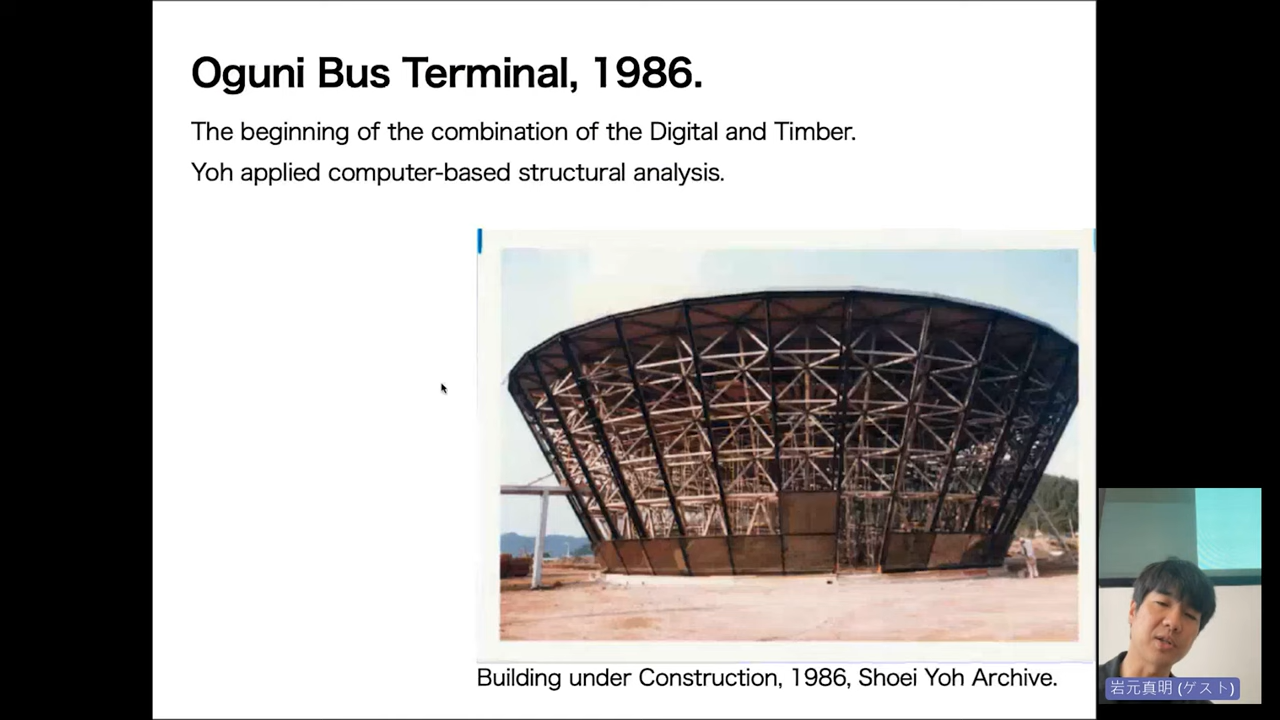 Oguni Bus Terminal, 1986.
The beginning of the combination of the Digital and Timber.
Yoh applied computer-based structural analysis.
Building under Construction, 1986, Shoei Yoh Archive.
岩元真明 (ゲスト)